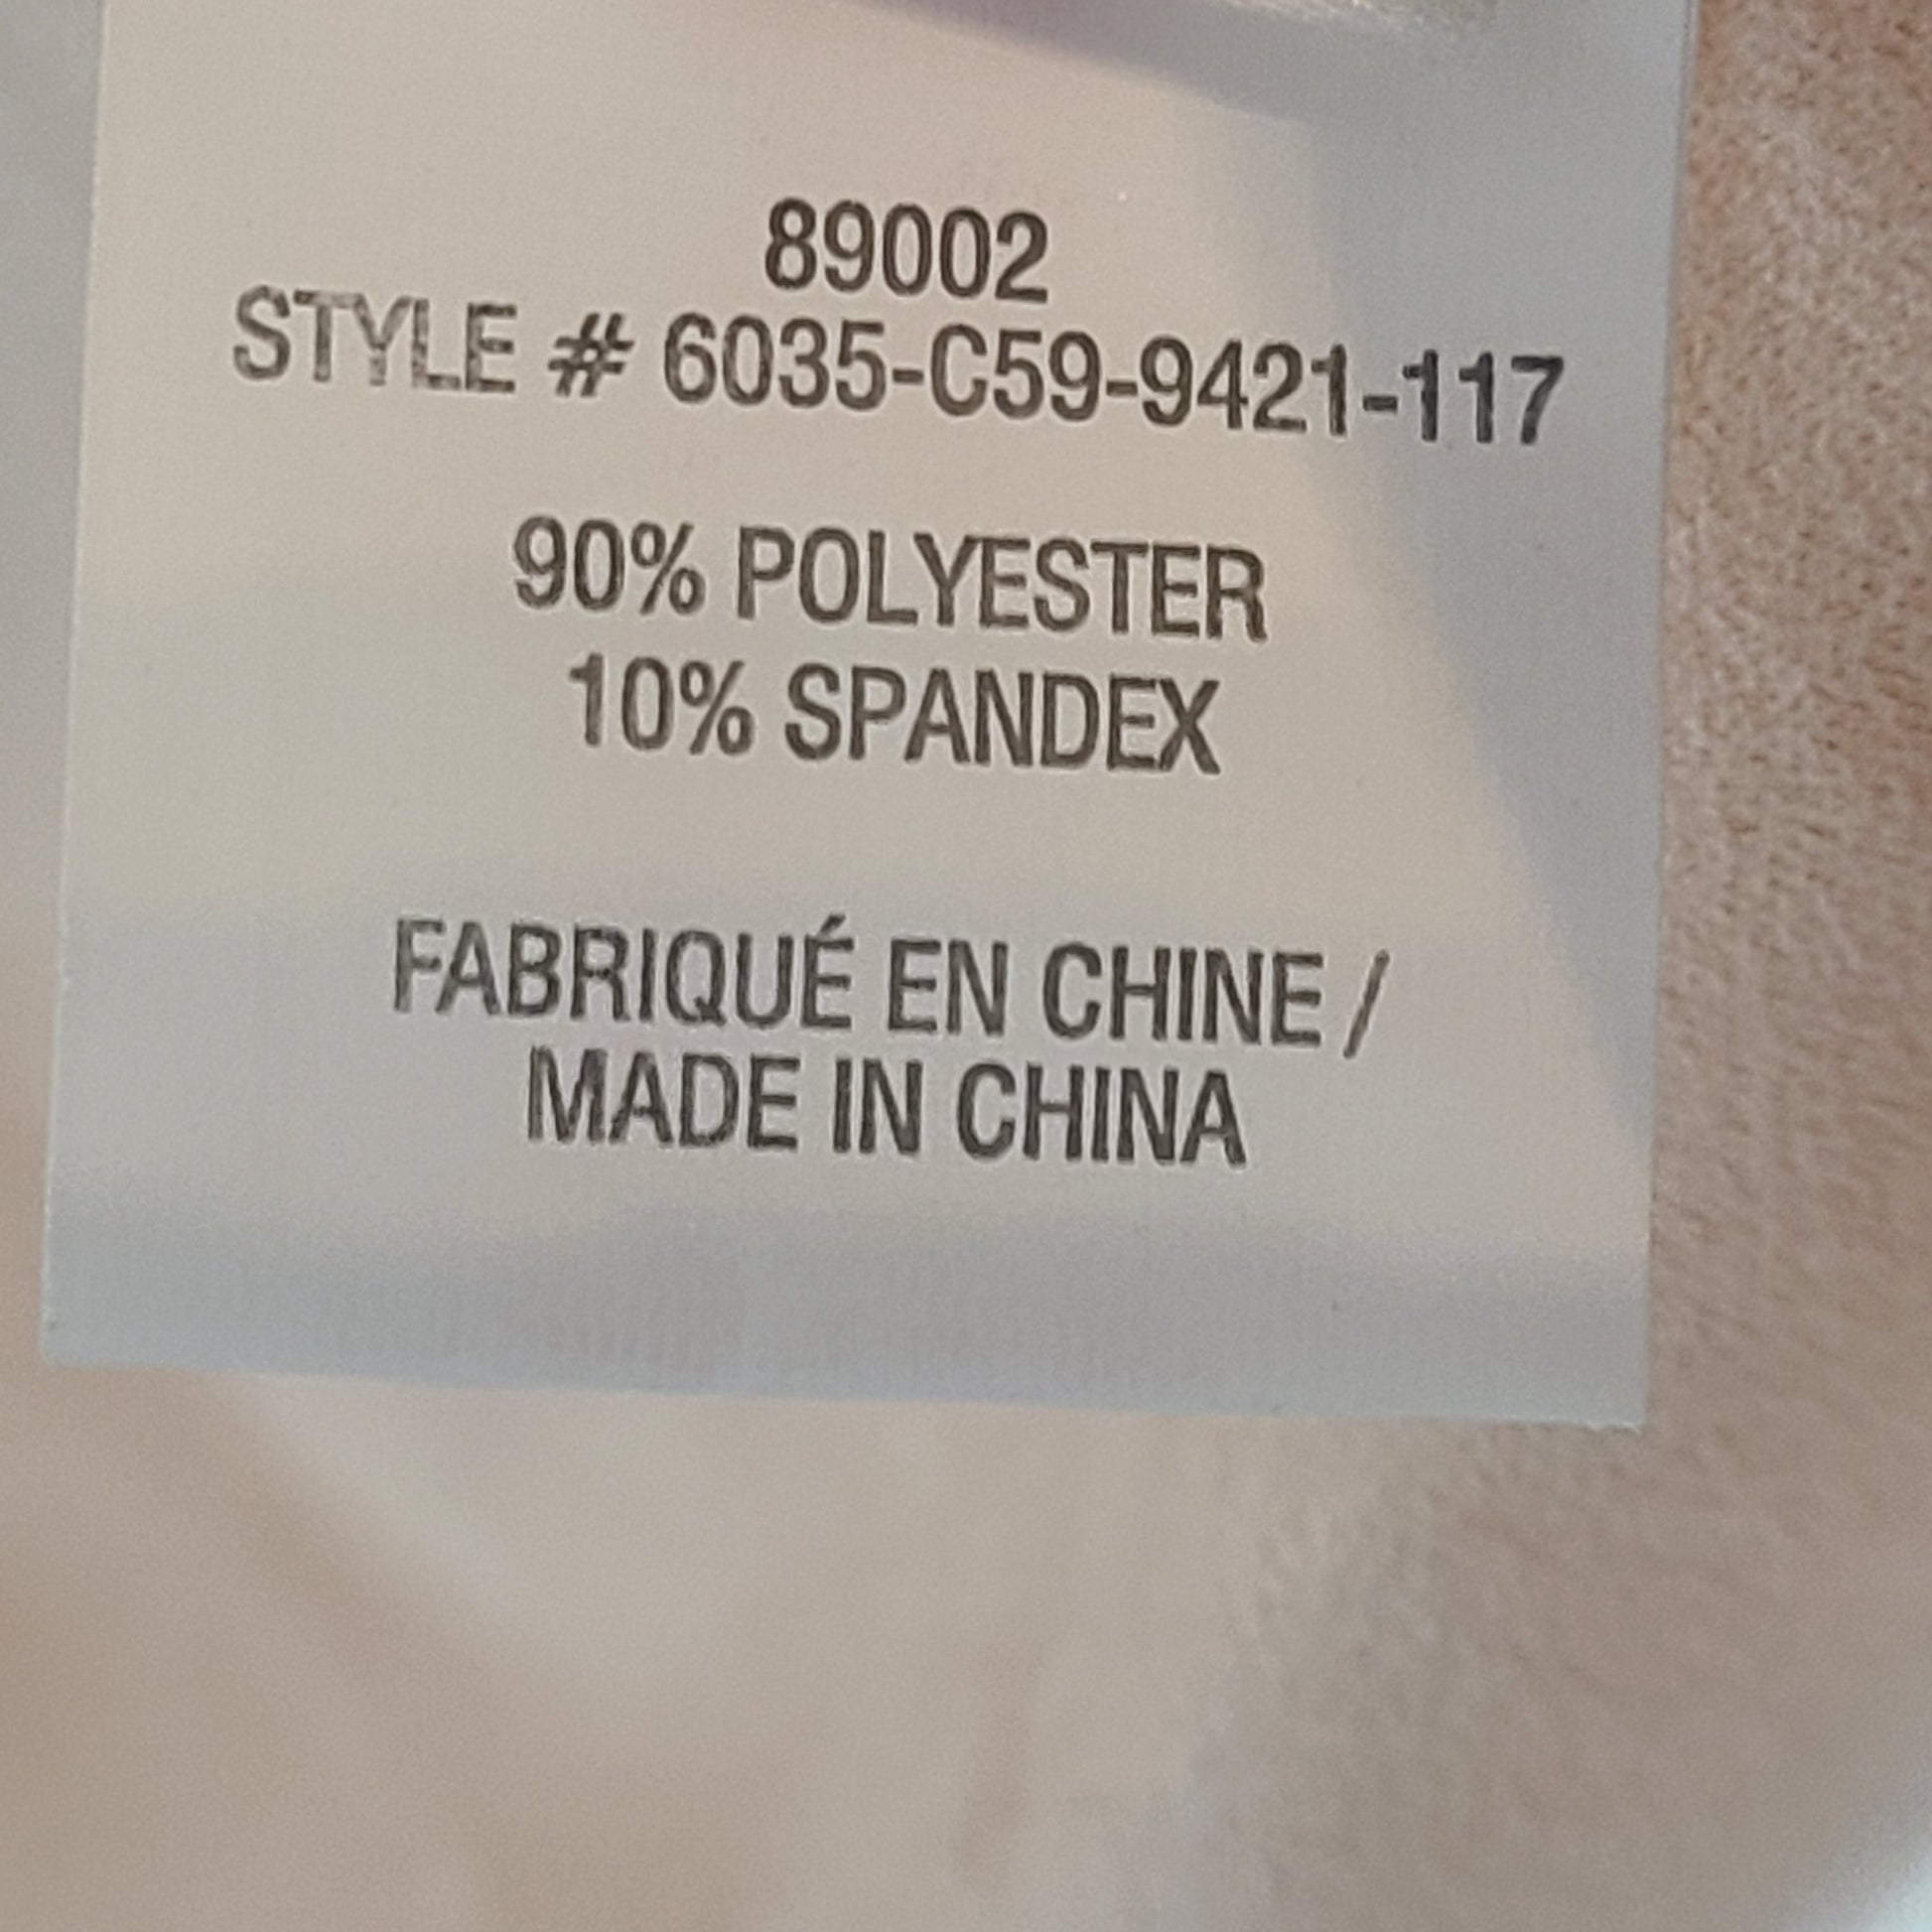 89002
STYLE # 6035-C59-9421-117
90% POLYESTER
10% SPANDEX
FABRIQUÉ EN CHINE /
MADE IN CHINA